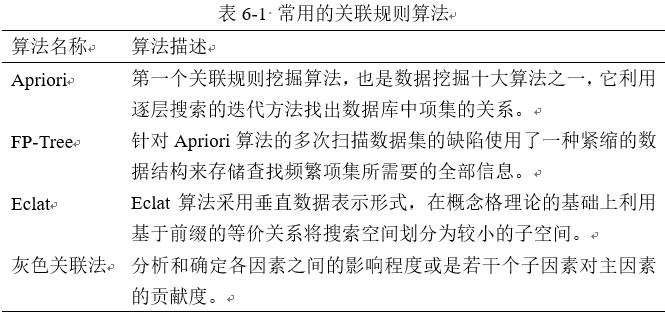 表 6-1 常用的关联规则算法
算法名称 算法描述
Apriori 第一个关联规则挖掘算法，也是数据挖掘十大算法之一，它利用
逐层搜索的迭代方法找出数据库中项集的关系。
FP-Tree 针对 Apriori 算法的多次扫描数据集的缺陷使用了一种紧缩的数
据结构来存储查找频繁项集所需要的全部信息。
Eclat Eclat 算法采用垂直数据表示形式，在概念格理论的基础上利用
基于前缀的等价关系将搜索空间划分为较小的子空间。
灰色关联法 分析和确定各因素之间的影响程度或是若干个子因素对主因素
的贡献度。